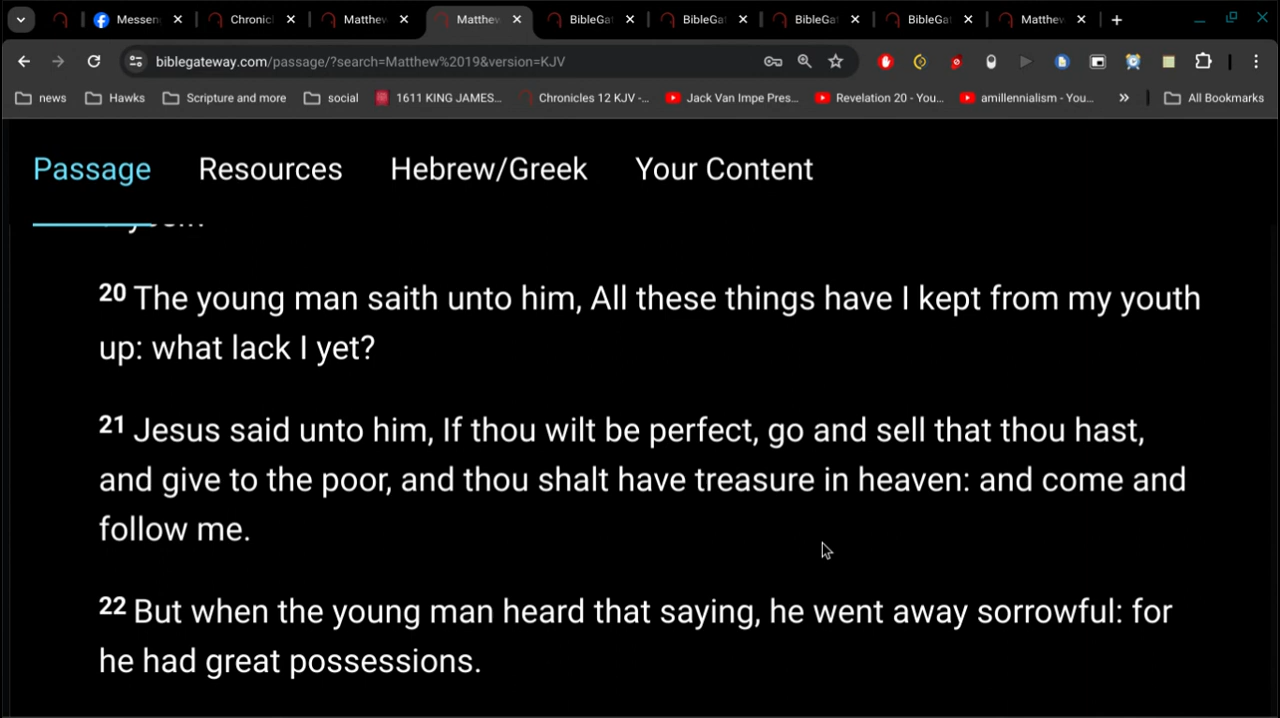 Messen
Chronic
Matthew
Matthew
BibleGa
BibleGa
BibleGa
BibleGa
Matthew
biblegateway.com/passage/?search=Matthew%2019&version=KJV
news
Hawks
Scripture and more
social
1611 KING JAMES...
Chronicles 12 KJV -...
Jack Van Impe Pres...
Revelation 20 - You...
amillennialism - You...
All Bookmarks
Passage
Resources
Hebrew/Greek
Your Content
20 The young man saith unto him, All these things have I kept from my youth
up: what lack I yet?
21 Jesus said unto him, If thou wilt be perfect, go and sell that thou hast,
and give to the poor, and thou shalt have treasure in heaven: and come and
follow me.
22 But when the young man heard that saying, he went away sorrowful: for
he had great possessions.